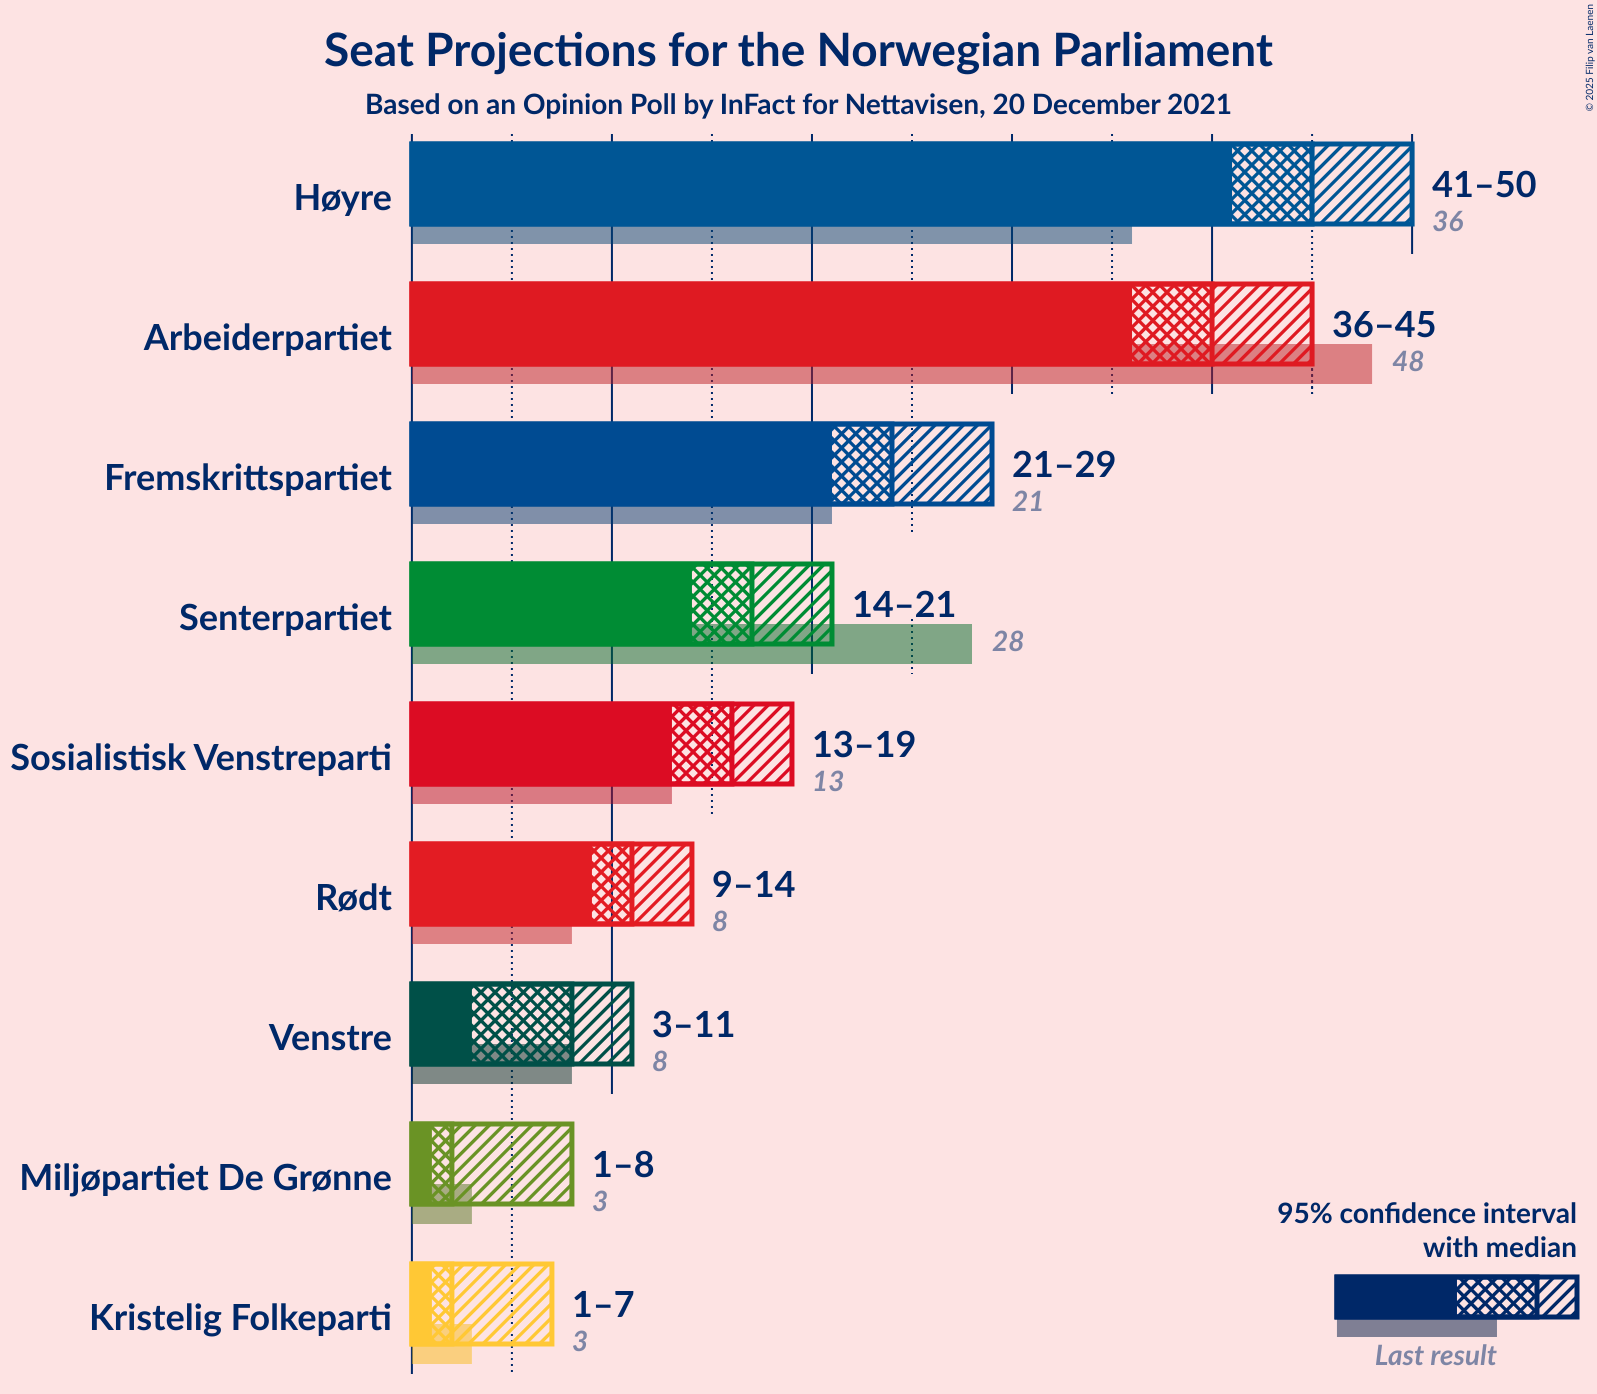 Seat Projections for the Norwegian Parliament
Based on an Opinion Poll by InFact for Nettavisen, 20 December 2021
© 2025 Filip van Laenen
Høyre
41–50
36
Arbeiderpartiet
36–45
48
Fremskrittspartiet
21–29
21
Senterpartiet
14–21
28
Sosialistisk Venstreparti
13–19
13
Rødt
9–14
8
Venstre
3–11
8
Miljøpartiet De Grønne
1–8
3
Kristelig Folkeparti
1–7
3
95% confidence interval
with median
Last result